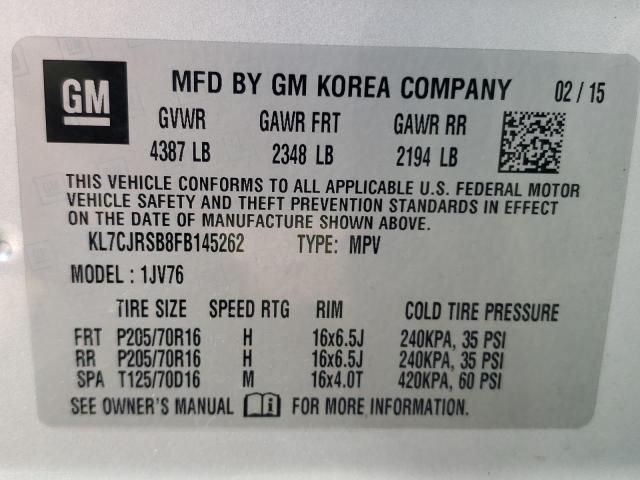 GM MFD BY GM KOREA COMPANY 02 / 15
GVWR GAWR FRT GAWR RR
4387 LB 2348 LB 2194 LB
THIS VEHICLE CONFORMS TO ALL APPLICABLE U.S. FEDERAL MOTOR
VEHICLE SAFETY AND THEFT PREVENTION STANDARDS IN EFFECT
ON THE DATE OF MANUFACTURE SHOWN ABOVE.
KL7CJRSB8FB145262 TYPE: MPV
MODEL : 1JV76
TIRE SIZE SPEED RTG RIM COLD TIRE PRESSURE
FRT P205/70R16 H 16x6.5J 240KPA, 35 PSI
RR P205/70R16 H 16x6.5J 240KPA, 35 PSI
SPA T125/70D16 M 16x4.0T 420KPA, 60 PSI
SEE OWNER'S MANUAL FOR MORE INFORMATION.